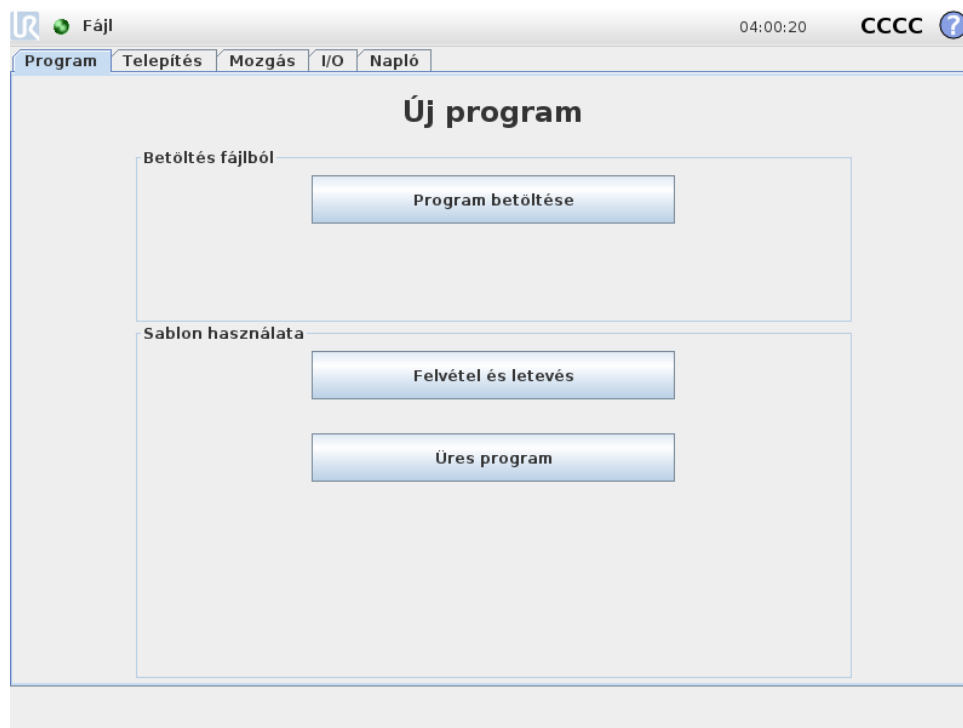 UR Fájl 04:00:20 CCCC ?
Program Telepítés Mozgás I/O Napló
Új program
Betöltés fájlból
Program betöltése
Sablon használata
Felvétel és letevés
Üres program